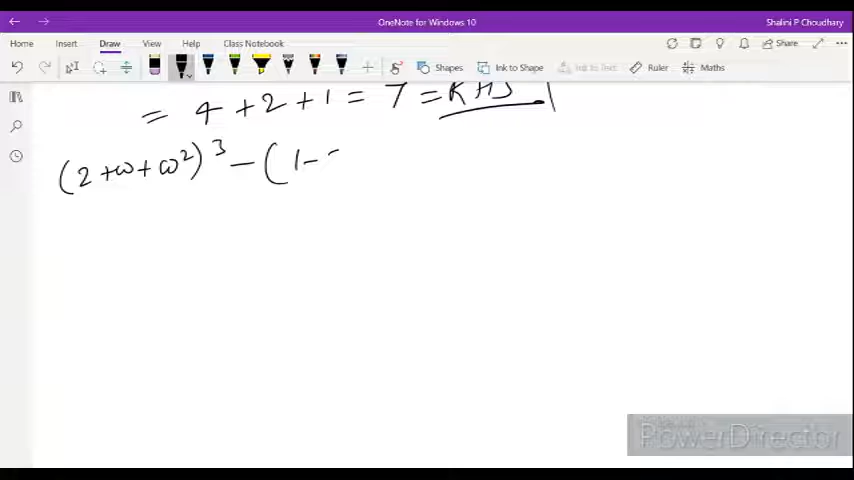 OneNote for Windows 10
Shalini P Choudhary
Home Insert Draw View Help Class Notebook Share
Shapes Ink to Shape Ink to Text Ruler Maths
= 4 + 2 + 1 = 7 = RHS
(2+ω+ω²)³ - (1-
PowerDirector